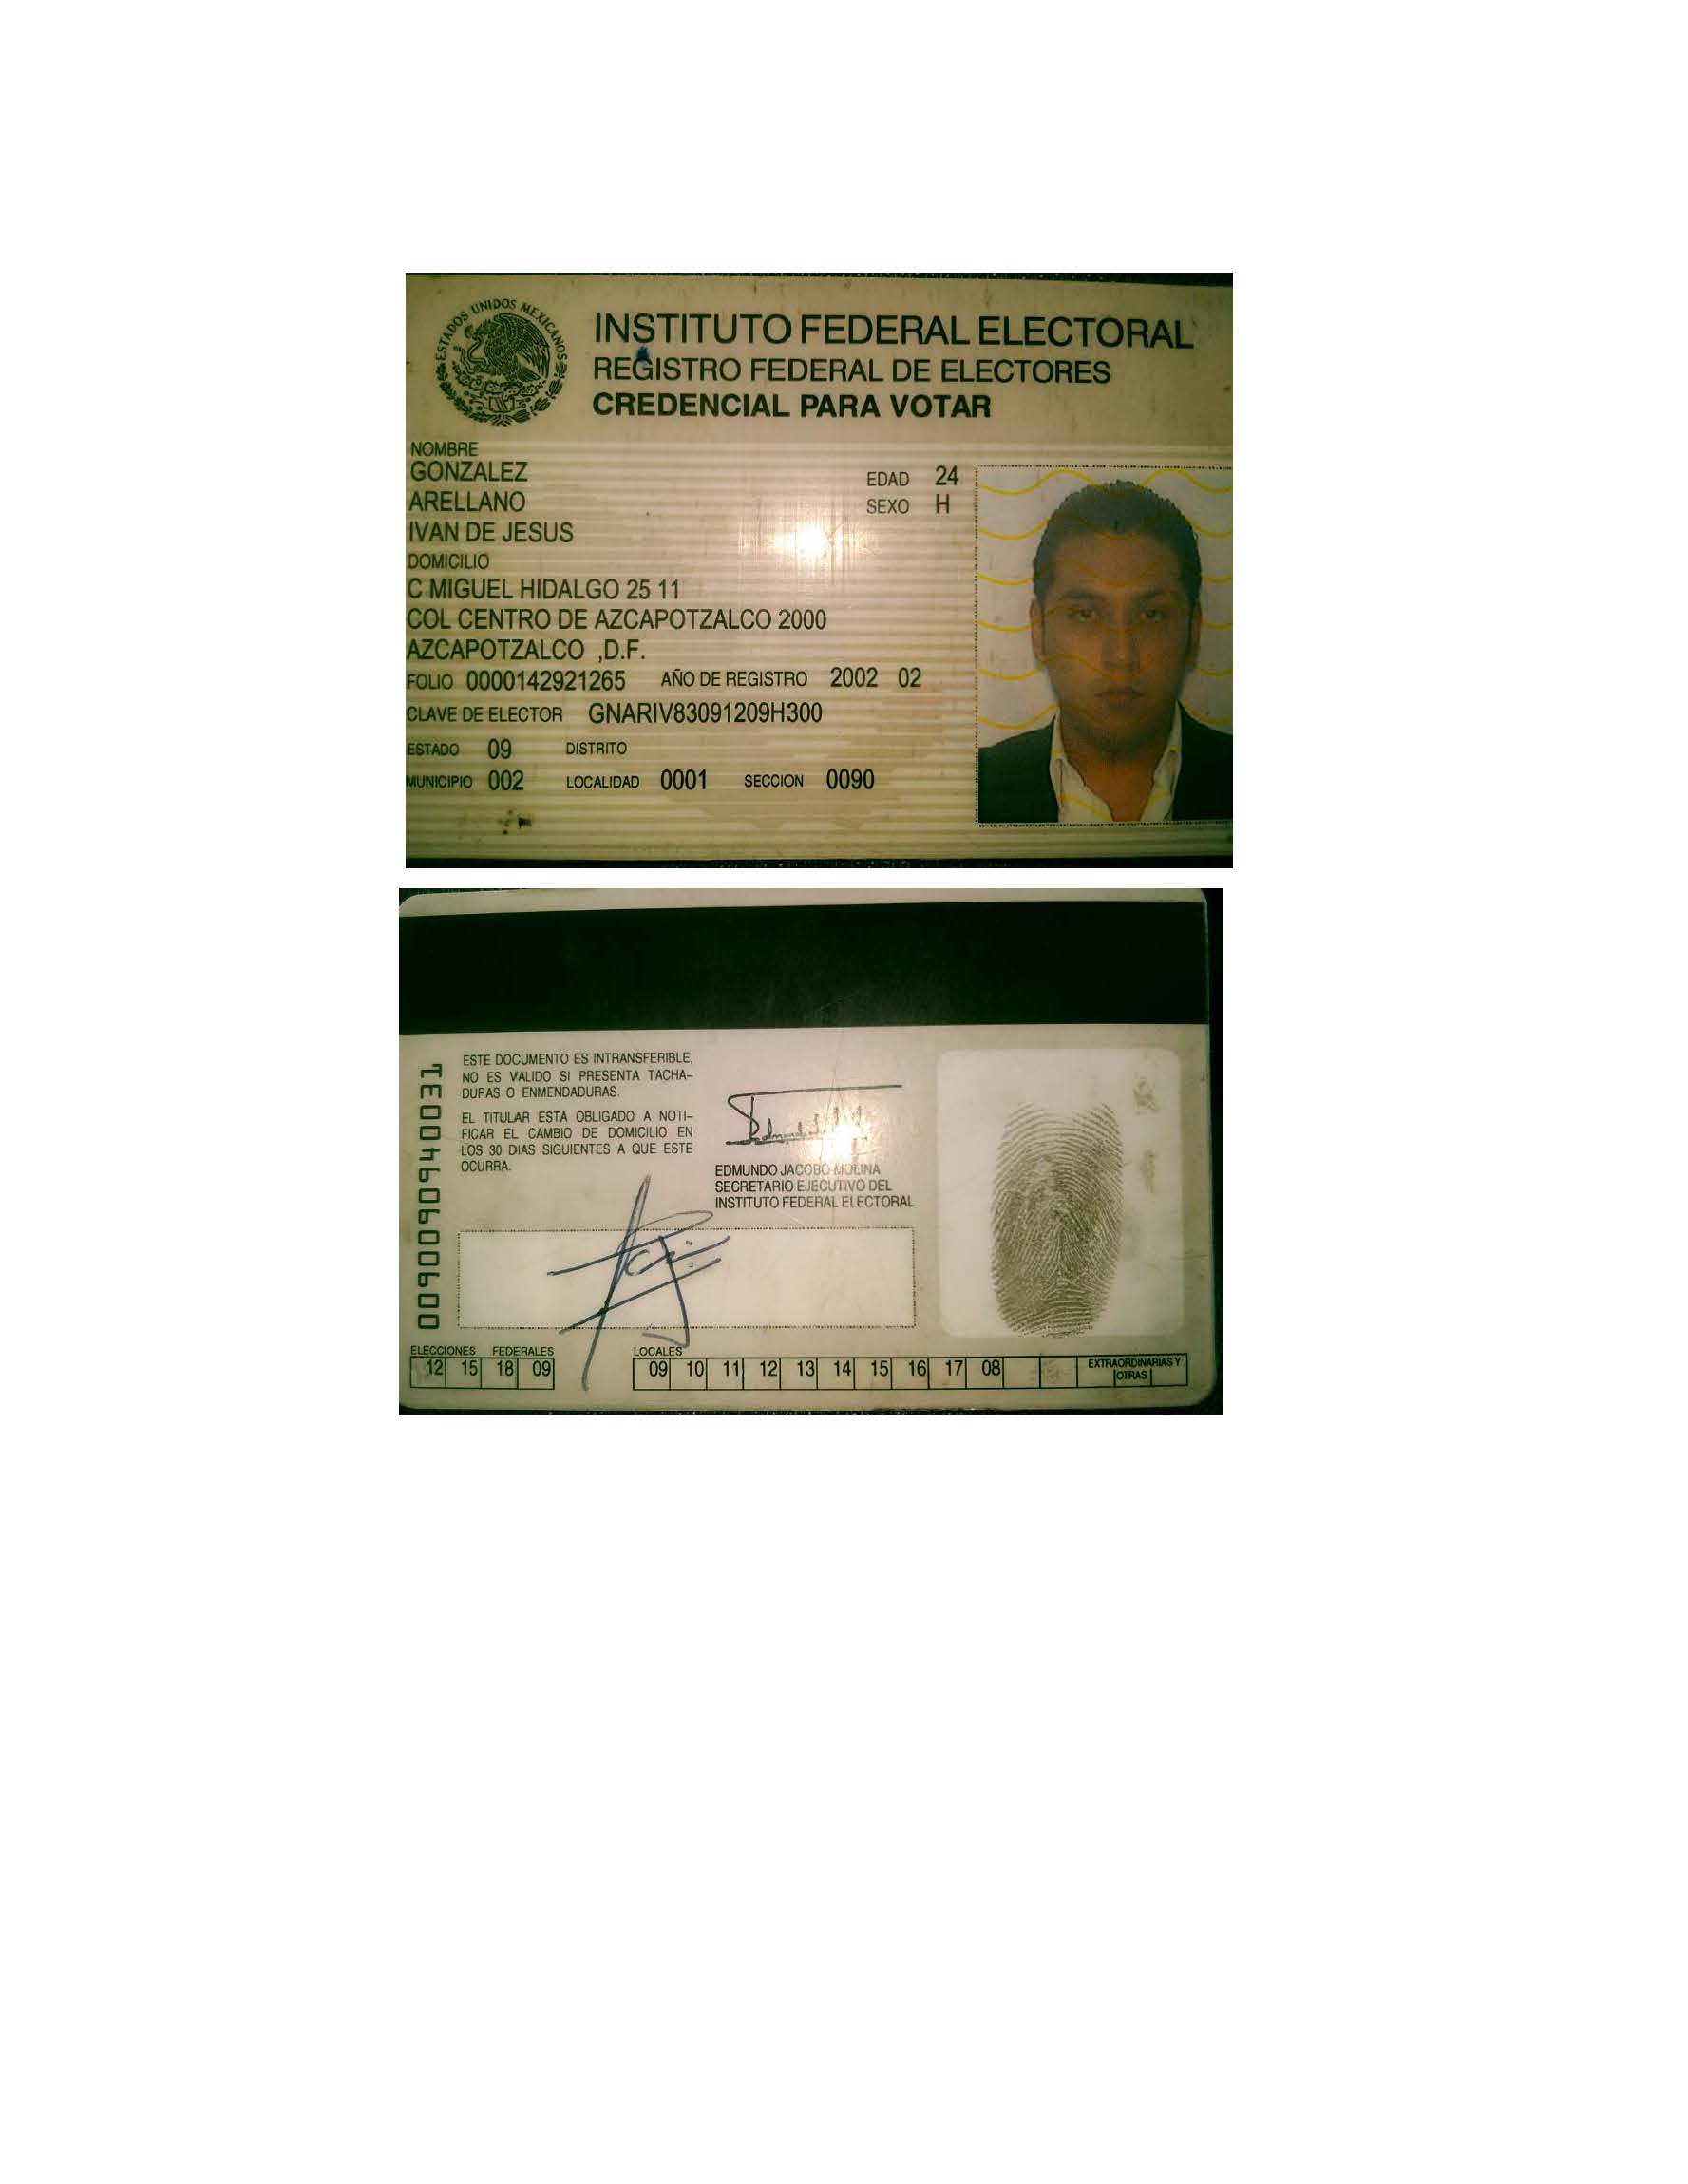 ESTADOS UNIDOS MEXICANOS
INSTITUTO FEDERAL ELECTORAL
REGISTRO FEDERAL DE ELECTORES
CREDENCIAL PARA VOTAR
NOMBRE
GONZALEZ
EDAD 24
ARELLANO
SEXO H
IVAN DE JESUS
DOMICILIO
C MIGUEL HIDALGO 25 11
COL CENTRO DE AZCAPOTZALCO 2000
AZCAPOTZALCO ,D.F.
FOLIO 0000142921265 AÑO DE REGISTRO 2002 02
CLAVE DE ELECTOR GNARIV83091209H300
ESTADO 09 DISTRITO
MUNICIPIO 002 LOCALIDAD 0001 SECCION 0090
ESTE DOCUMENTO ES INTRANSFERIBLE,
NO ES VALIDO SI PRESENTA TACHA-
DURAS O ENMENDADURAS.
EL TITULAR ESTA OBLIGADO A NOTI-
FICAR EL CAMBIO DE DOMICILIO EN
LOS 30 DIAS SIGUIENTES A QUE ESTE
OCURRA.
EDMUNDO JACOBO MOLINA
SECRETARIO EJECUTIVO DEL
INSTITUTO FEDERAL ELECTORAL
ELECCIONES FEDERALES
12 15 18 09
LOCALES
09 10 11 12 13 14 15 16 17 08
EXTRAORDINARIAS Y
OTRAS